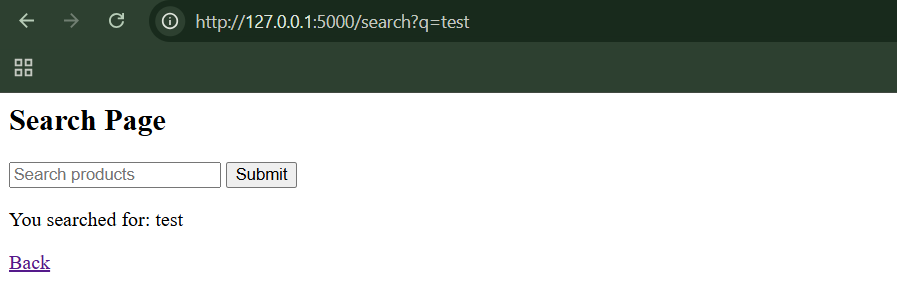 http://127.0.0.1:5000/search?q=test
Search Page
Search products Submit
You searched for: test
Back